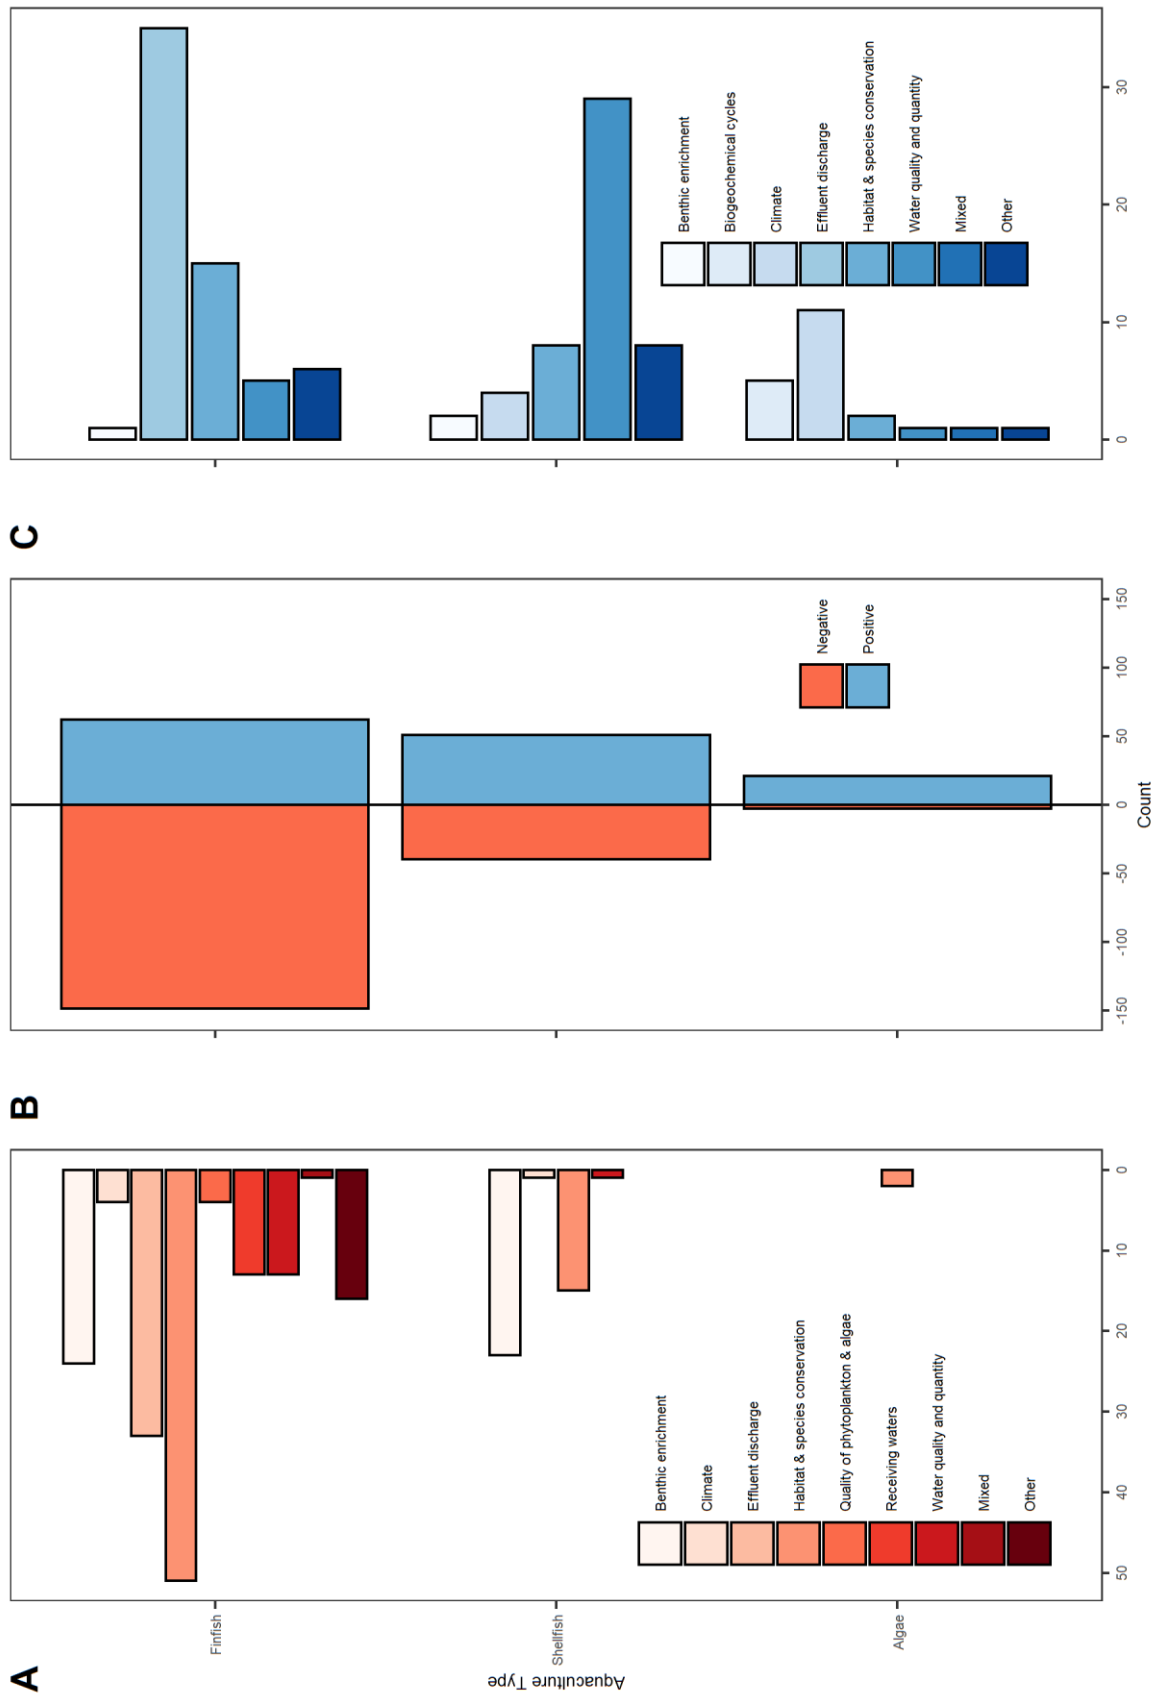 A
Aquaculture Type
Finfish
Shellfish
Algae
50
40
30
20
10
0
Benthic enrichment
Climate
Effluent discharge
Habitat & species conservation
Quality of phytoplankton & algae
Receiving waters
Water quality and quantity
Mixed
Other
B
-150
-100
-50
0
50
100
150
Count
Negative
Positive
C
0
10
20
30
Benthic enrichment
Biogeochemical cycles
Climate
Effluent discharge
Habitat & species conservation
Water quality and quantity
Mixed
Other